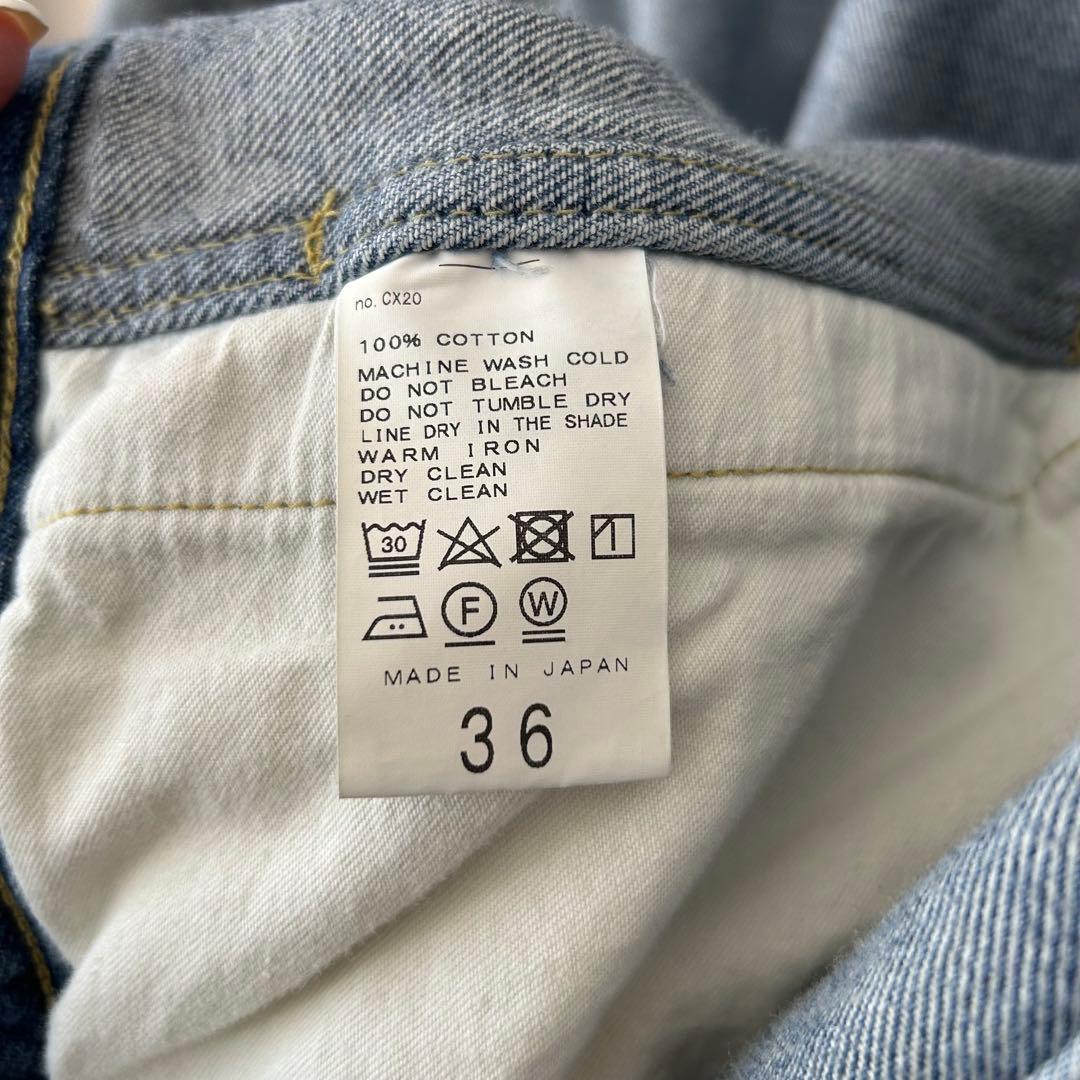 no. CX20
100% COTTON
MACHINE WASH COLD
DO NOT BLEACH
DO NOT TUMBLE DRY
LINE DRY IN THE SHADE
WARM IRON
DRY CLEAN
WET CLEAN
30
F W
MADE IN JAPAN
36